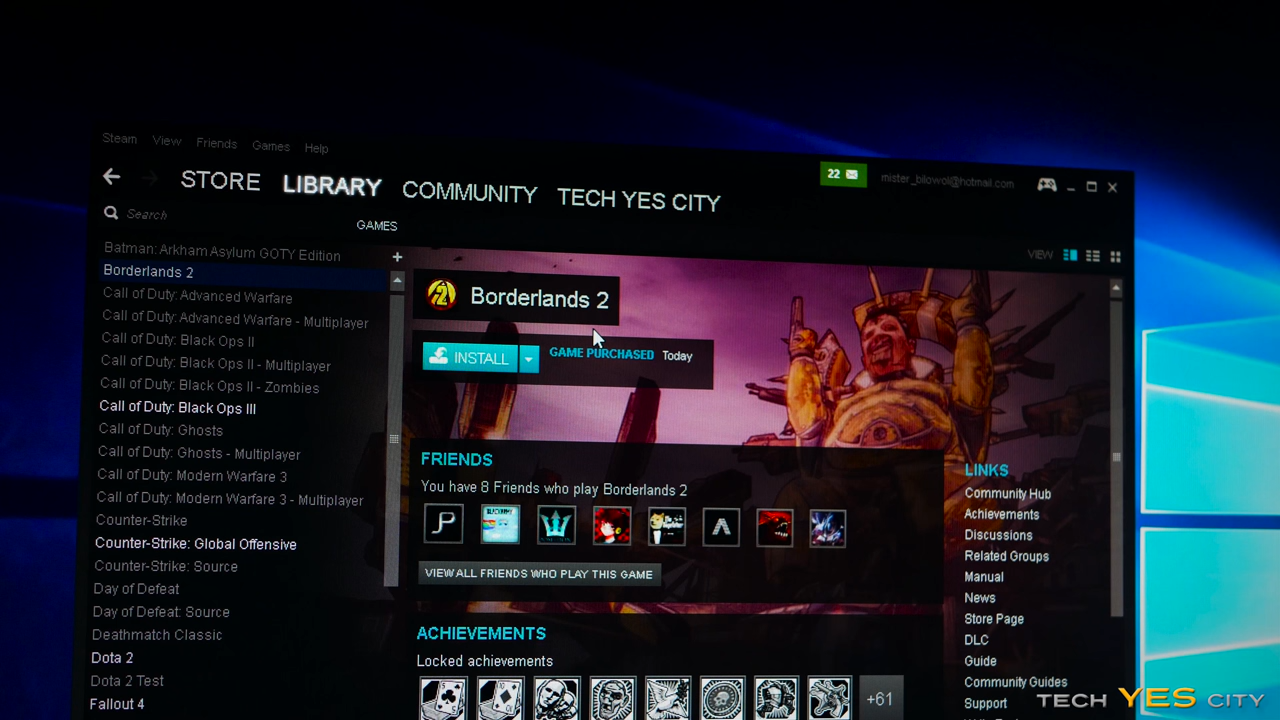 Steam View Friends Games Help
STORE LIBRARY COMMUNITY TECH YES CITY
22
mister_bilowol@hotmail.com
Search
GAMES
VIEW
Batman: Arkham Asylum GOTY Edition
+
Borderlands 2
Call of Duty: Advanced Warfare
Call of Duty: Advanced Warfare - Multiplayer
Call of Duty: Black Ops II
Call of Duty: Black Ops II - Multiplayer
Call of Duty: Black Ops II - Zombies
Call of Duty: Black Ops III
Call of Duty: Ghosts
Call of Duty: Ghosts - Multiplayer
Call of Duty: Modern Warfare 3
Call of Duty: Modern Warfare 3 - Multiplayer
Counter-Strike
Counter-Strike: Global Offensive
Counter-Strike: Source
Day of Defeat
Day of Defeat: Source
Deathmatch Classic
Dota 2
Dota 2 Test
Fallout 4
2
Borderlands 2
INSTALL
GAME PURCHASED Today
FRIENDS
You have 8 Friends who play Borderlands 2
VIEW ALL FRIENDS WHO PLAY THIS GAME
ACHIEVEMENTS
Locked achievements
+61
LINKS
Community Hub
Achievements
Discussions
Related Groups
Manual
News
Store Page
DLC
Guide
Community Guides
Support
TECH YES CITY